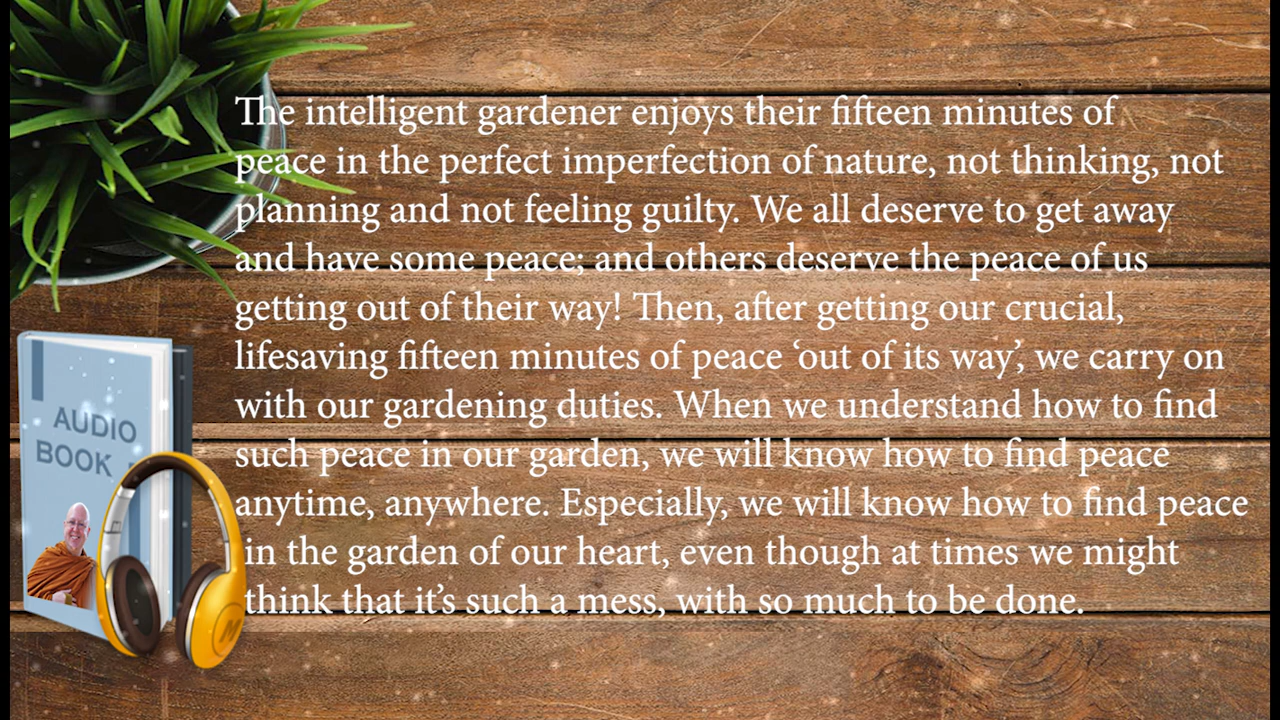 The intelligent gardener enjoys their fifteen minutes of
peace in the perfect imperfection of nature, not thinking, not
planning and not feeling guilty. We all deserve to get away
and have some peace; and others deserve the peace of us
getting out of their way! Then, after getting our crucial,
lifesaving fifteen minutes of peace ‘out of its way’, we carry on
with our gardening duties. When we understand how to find
such peace in our garden, we will know how to find peace
anytime, anywhere. Especially, we will know how to find peace
in the garden of our heart, even though at times we might
think that it’s such a mess, with so much to be done.
AUDIO
BOOK
M